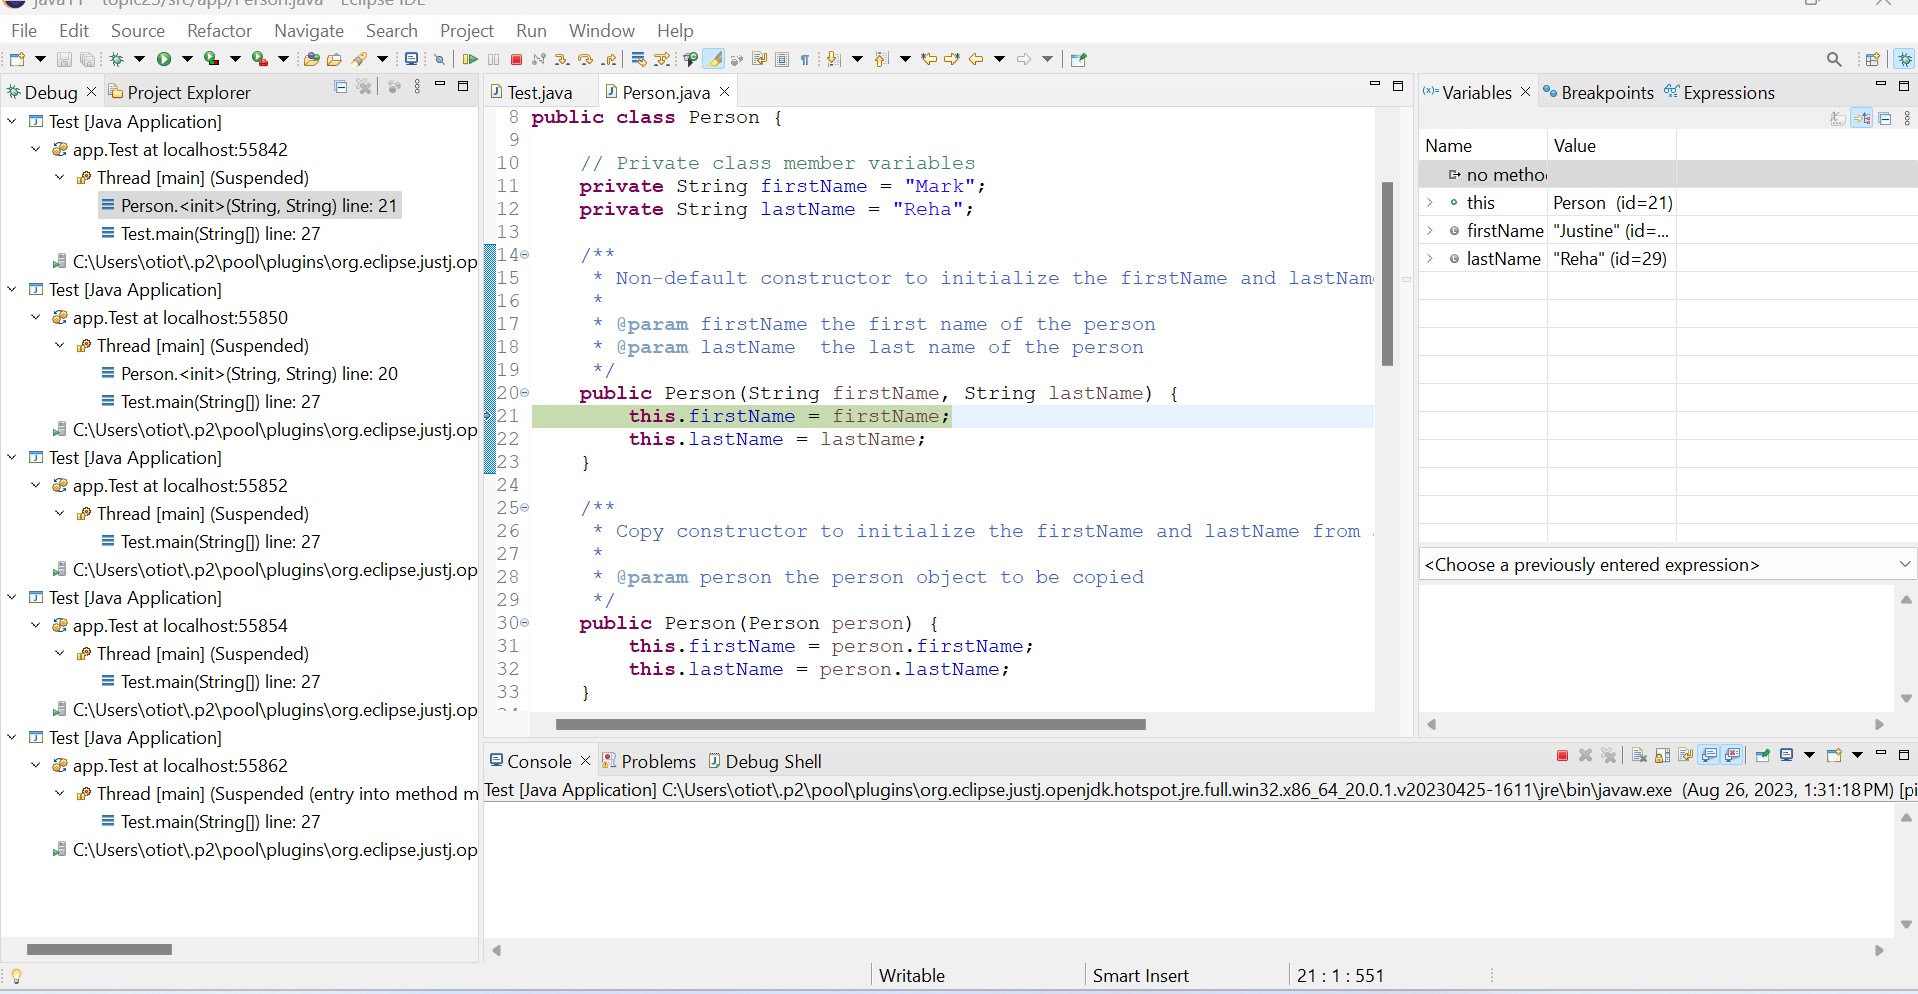 File Edit Source Refactor Navigate Search Project Run Window Help
Debug
Project Explorer
Test [Java Application]
app.Test at localhost:55842
Thread [main] (Suspended)
Person.<init>(String, String) line: 21
Test.main(String[]) line: 27
C:\Users\otiot\.p2\pool\plugins\org.eclipse.justj.op
Test [Java Application]
app.Test at localhost:55850
Thread [main] (Suspended)
Person.<init>(String, String) line: 20
Test.main(String[]) line: 27
C:\Users\otiot\.p2\pool\plugins\org.eclipse.justj.op
Test [Java Application]
app.Test at localhost:55852
Thread [main] (Suspended)
Test.main(String[]) line: 27
C:\Users\otiot\.p2\pool\plugins\org.eclipse.justj.op
Test [Java Application]
app.Test at localhost:55854
Thread [main] (Suspended)
Test.main(String[]) line: 27
C:\Users\otiot\.p2\pool\plugins\org.eclipse.justj.op
Test [Java Application]
app.Test at localhost:55862
Thread [main] (Suspended (entry into method m
Test.main(String[]) line: 27
C:\Users\otiot\.p2\pool\plugins\org.eclipse.justj.op
Test.java
Person.java
8 public class Person {
9
10 // Private class member variables
11 private String firstName = "Mark";
12 private String lastName = "Reha";
13
14 /**
15 * Non-default constructor to initialize the firstName and lastNam
16 *
17 * @param firstName the first name of the person
18 * @param lastName  the last name of the person
19 */
20 public Person(String firstName, String lastName) {
21 this.firstName = firstName;
22 this.lastName = lastName;
23 }
24
25 /**
26 * Copy constructor to initialize the firstName and lastName from
27 *
28 * @param person the person object to be copied
29 */
30 public Person(Person person) {
31 this.firstName = person.firstName;
32 this.lastName = person.lastName;
33 }
Variables
Breakpoints
Expressions
Name Value
no metho
this Person (id=21)
firstName "Justine" (id=...
lastName "Reha" (id=29)
<Choose a previously entered expression>
Console
Problems
Debug Shell
Test [Java Application] C:\Users\otiot\.p2\pool\plugins\org.eclipse.justj.openjdk.hotspot.jre.full.win32.x86_64_20.0.1.v20230425-1611\jre\bin\javaw.exe (Aug 26, 2023, 1:31:18 PM) [pi
Writable
Smart Insert
21 : 1 : 551